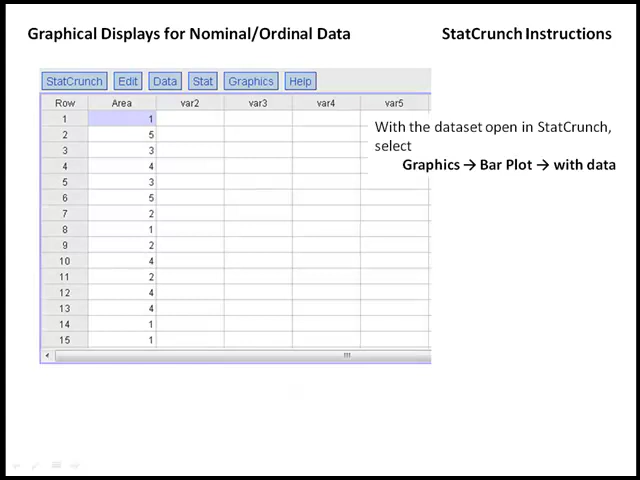 Graphical Displays for Nominal/Ordinal Data StatCrunch Instructions
StatCrunch Edit Data Stat Graphics Help
Row Area var2 var3 var4 var5
1 1
2 5
3 3
4 4
5 3
6 5
7 2
8 1
9 2
10 4
11 2
12 4
13 4
14 1
15 1
With the dataset open in StatCrunch,
select
Graphics → Bar Plot → with data